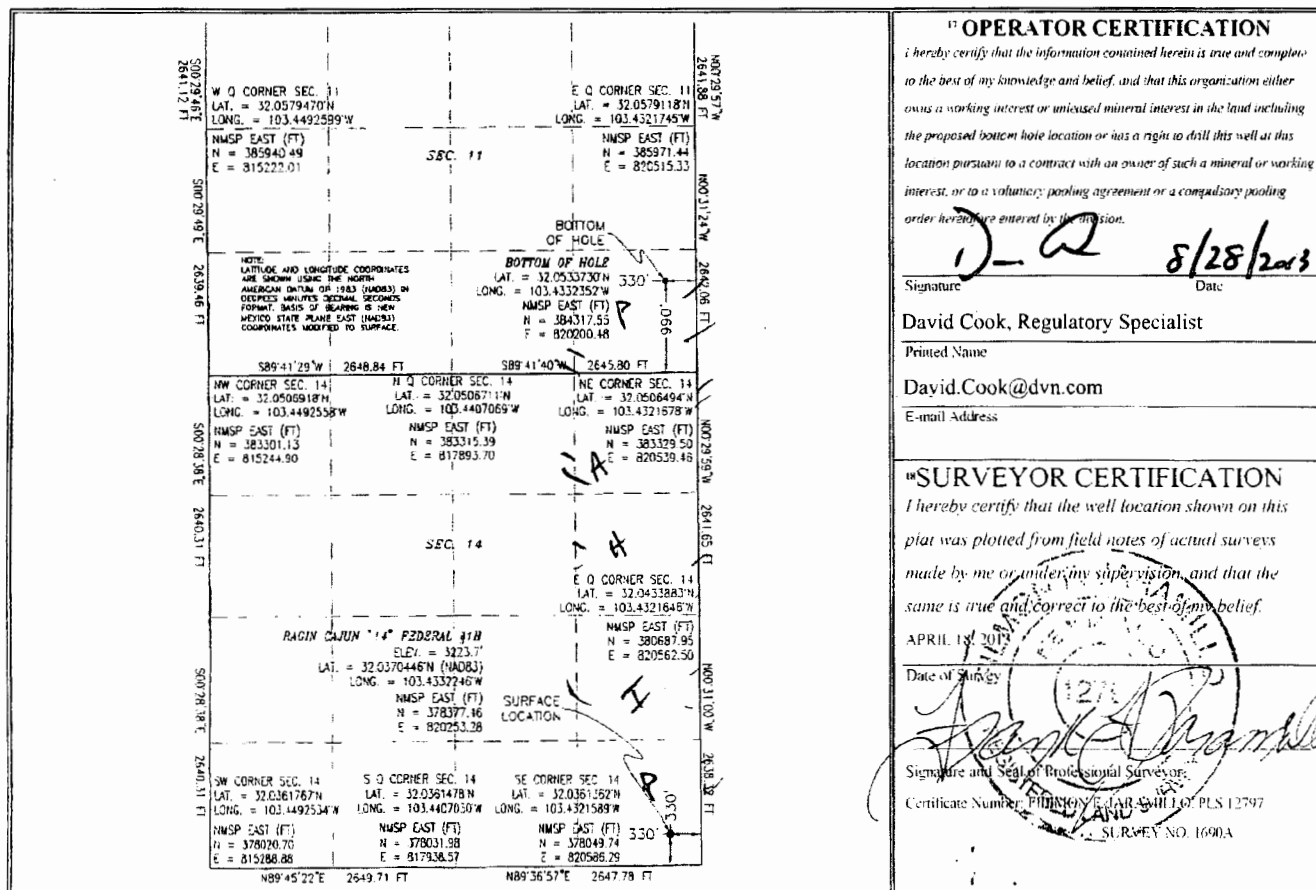 S00°29'46"E
2641.12 FT
N00°29'57"W
2641.88 FT
W Q CORNER SEC. 11
LAT. = 32.0579470°N
LONG. = 103.4492599°W
NMSP EAST (FT)
N = 385940.49
E = 815222.01
SEC. 11
E Q CORNER SEC. 11
LAT. = 32.0579118°N
LONG. = 103.4321745°W
NMSP EAST (FT)
N = 385971.44
E = 820515.33
S00°29'49"E
2639.46 FT
N00°31'24"W
2642.06 FT
BOTTOM
OF HOLE
NOTE:
LATITUDE AND LONGITUDE COORDINATES
ARE SHOWN USING THE NORTH
AMERICAN DATUM OF 1983 (NAD83) IN
DEGREES MINUTES DECIMAL SECONDS
FORMAT. BASIS OF BEARING IS NEW
MEXICO STATE PLANE EAST (NAD83)
COORDINATES MODIFIED TO SURFACE.
BOTTOM OF HOLE
LAT. = 32.0533730°N
LONG. = 103.4332352°W
NMSP EAST (FT)
N = 384317.55
E = 820200.48
330'
P
990'
S89°41'29"W 2648.84 FT
S89°41'40"W 2645.80 FT
NW CORNER SEC. 14
LAT. = 32.0506918°N
LONG. = 103.4492558°W
NMSP EAST (FT)
N = 383301.13
E = 815244.90
N Q CORNER SEC. 14
LAT. = 32.0506711°N
LONG. = 103.4407069°W
NMSP EAST (FT)
N = 383315.39
E = 817893.70
NE CORNER SEC. 14
LAT. = 32.0506494°N
LONG. = 103.4321678°W
NMSP EAST (FT)
N = 383329.50
E = 820539.46
A
S00°28'38"E
2640.31 FT
N00°29'59"W
2641.65 FT
SEC. 14
H
E Q CORNER SEC. 14
LAT. = 32.0433883°N
LONG. = 103.4321646°W
NMSP EAST (FT)
N = 380687.95
E = 820562.50
RAGIN CAJUN "14" FEDERAL #1H
ELEV. = 3223.7'
LAT. = 32.0370446°N (NAD83)
LONG. = 103.4332246°W
NMSP EAST (FT)
N = 378377.16
E = 820253.28
SURFACE
LOCATION
I
S00°28'38"E
2640.31 FT
N00°31'00"W
2638.19 FT
SW CORNER SEC. 14
LAT. = 32.0361767°N
LONG. = 103.4492534°W
NMSP EAST (FT)
N = 378020.70
E = 815288.88
S Q CORNER SEC. 14
LAT. = 32.0361478°N
LONG. = 103.4407030°W
NMSP EAST (FT)
N = 378031.98
E = 817938.57
SE CORNER SEC. 14
LAT. = 32.0361362°N
LONG. = 103.4321589°W
NMSP EAST (FT)
N = 378049.74
E = 820586.29
P
330'
330'
N89°45'22"E 2649.71 FT
N89°36'57"E 2647.78 FT
17 OPERATOR CERTIFICATION
I hereby certify that the information contained herein is true and complete
to the best of my knowledge and belief, and that this organization either
owns a working interest or unleased mineral interest in the land including
the proposed bottom hole location or has a right to drill this well at this
location pursuant to a contract with an owner of such a mineral or working
interest, or to a voluntary pooling agreement or a compulsory pooling
order heretofore entered by the division.
8/28/2013
Signature Date
David Cook, Regulatory Specialist
Printed Name
David.Cook@dvn.com
E-mail Address
18 SURVEYOR CERTIFICATION
I hereby certify that the well location shown on this
plat was plotted from field notes of actual surveys
made by me or under my supervision, and that the
same is true and correct to the best of my belief.
APRIL 18, 2012
Date of Survey
Signature and Seal of Professional Surveyor:
Certificate Number: FILIMON F. JARAMILLO, PLS 12797
SURVEY NO. 1690A